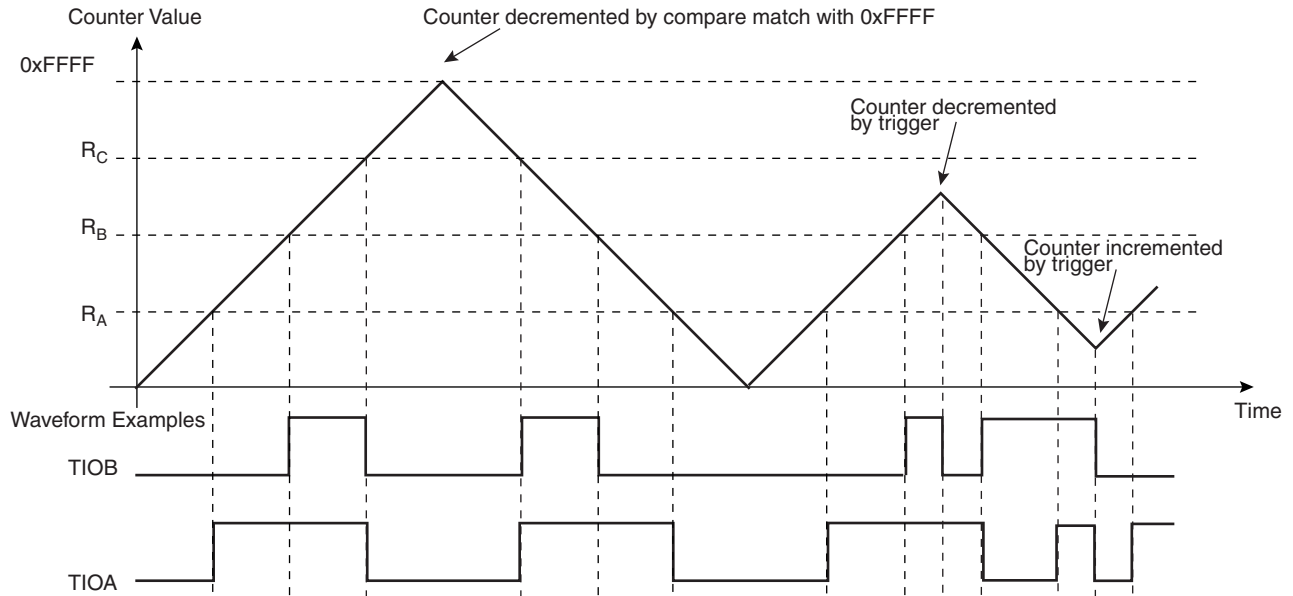 Counter Value
Counter decremented by compare match with 0xFFFF
0xFFFF
Counter decremented
by trigger
RC
RB
Counter incremented
by trigger
RA
Waveform Examples
Time
TIOB
TIOA